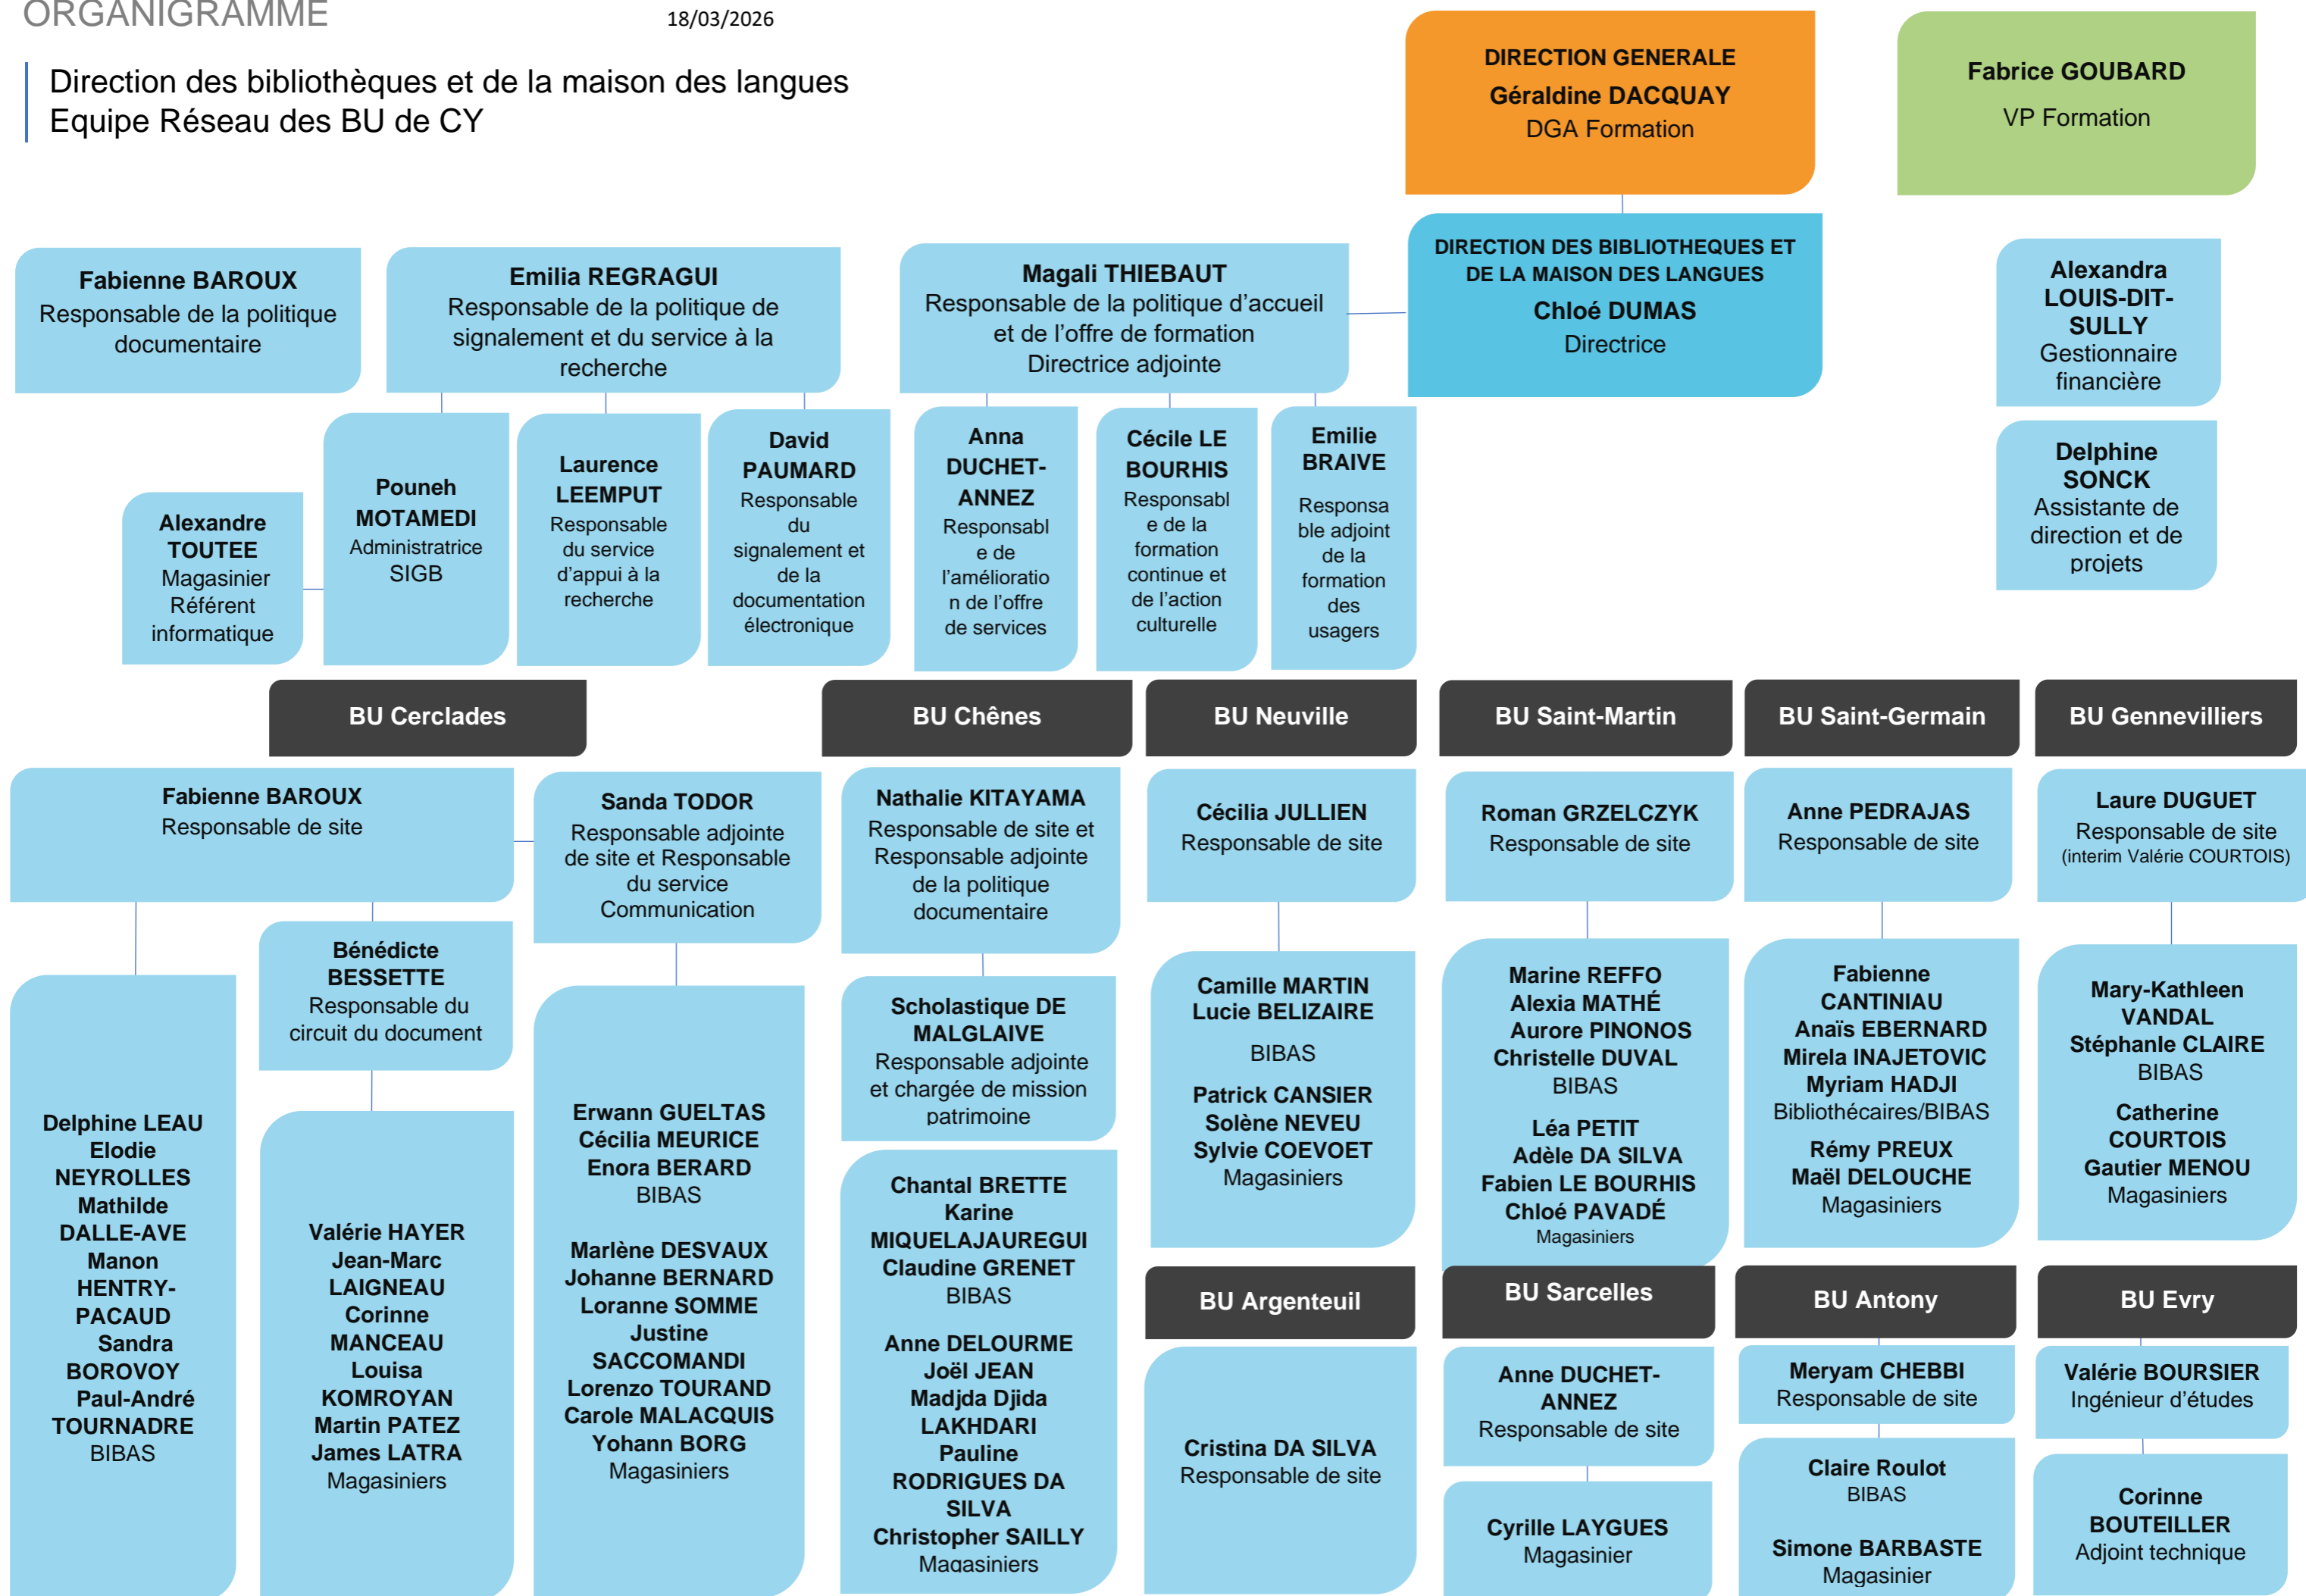 ORGANIGRAMME
18/03/2026
Direction des bibliothèques et de la maison des langues
Equipe Réseau des BU de CY
DIRECTION GENERALE
Géraldine DACQUAY
DGA Formation
Fabrice GOUBARD
VP Formation
Fabienne BAROUX
Responsable de la politique
documentaire
Emilia REGRAGUI
Responsable de la politique de
signalement et du service à la
recherche
Magali THIEBAUT
Responsable de la politique d’accueil
et de l’offre de formation
Directrice adjointe
DIRECTION DES BIBLIOTHEQUES ET
DE LA MAISON DES LANGUES
Chloé DUMAS
Directrice
Alexandra
LOUIS-DIT-
SULLY
Gestionnaire
financière
Delphine
SONCK
Assistante de
direction et de
projets
Alexandre
TOUTEE
Magasinier
Référent
informatique
Pouneh
MOTAMEDI
Administratrice
SIGB
Laurence
LEEMPUT
Responsable
du service
d’appui à la
recherche
David
PAUMARD
Responsable
du
signalement et
de la
documentation
électronique
Anna
DUCHET-
ANNEZ
Responsabl
e de
l’amélioratio
n de l’offre
de services
Cécile LE
BOURHIS
Responsabl
e de la
formation
continue et
de l’action
culturelle
Emilie
BRAIVE
Responsa
ble adjoint
de la
formation
des
usagers
BU Cerclades
Fabienne BAROUX
Responsable de site
Sanda TODOR
Responsable adjointe
de site et Responsable
du service
Communication
Bénédicte
BESSETTE
Responsable du
circuit du document
Delphine LEAU
Elodie
NEYROLLES
Mathilde
DALLE-AVE
Manon
HENTRY-
PACAUD
Sandra
BOROVOY
Paul-André
TOURNADRE
BIBAS
Valérie HAYER
Jean-Marc
LAIGNEAU
Corinne
MANCEAU
Louisa
KOMROYAN
Martin PATEZ
James LATRA
Magasiniers
Erwann GUELTAS
Cécilia MEURICE
Enora BERARD
BIBAS
Marlène DESVAUX
Johanne BERNARD
Loranne SOMME
Justine
SACCOMANDI
Lorenzo TOURAND
Carole MALACQUIS
Yohann BORG
Magasiniers
BU Chênes
Nathalie KITAYAMA
Responsable de site et
Responsable adjointe
de la politique
documentaire
Scholastique DE
MALGLAIVE
Responsable adjointe
et chargée de mission
patrimoine
Chantal BRETTE
Karine
MIQUELAJAUREGUI
Claudine GRENET
BIBAS
Anne DELOURME
Joël JEAN
Madjda Djida
LAKHDARI
Pauline
RODRIGUES DA
SILVA
Christopher SAILLY
Magasiniers
BU Neuville
Cécilia JULLIEN
Responsable de site
Camille MARTIN
Lucie BELIZAIRE
BIBAS
Patrick CANSIER
Solène NEVEU
Sylvie COEVOET
Magasiniers
BU Saint-Martin
Roman GRZELCZYK
Responsable de site
Marine REFFO
Alexia MATHÉ
Aurore PINONOS
Christelle DUVAL
BIBAS
Léa PETIT
Adèle DA SILVA
Fabien LE BOURHIS
Chloé PAVADÉ
Magasiniers
BU Saint-Germain
Anne PEDRAJAS
Responsable de site
Fabienne
CANTINIAU
Anaïs EBERNARD
Mirela INAJETOVIC
Myriam HADJI
Bibliothécaires/BIBAS
Rémy PREUX
Maël DELOUCHE
Magasiniers
BU Gennevilliers
Laure DUGUET
Responsable de site
(interim Valérie COURTOIS)
Mary-Kathleen
VANDAL
Stéphanle CLAIRE
BIBAS
Catherine
COURTOIS
Gautier MENOU
Magasiniers
BU Argenteuil
Cristina DA SILVA
Responsable de site
BU Sarcelles
Anne DUCHET-
ANNEZ
Responsable de site
Cyrille LAYGUES
Magasinier
BU Antony
Meryam CHEBBI
Responsable de site
Claire Roulot
BIBAS
Simone BARBASTE
Magasinier
BU Evry
Valérie BOURSIER
Ingénieur d’études
Corinne
BOUTEILLER
Adjoint technique